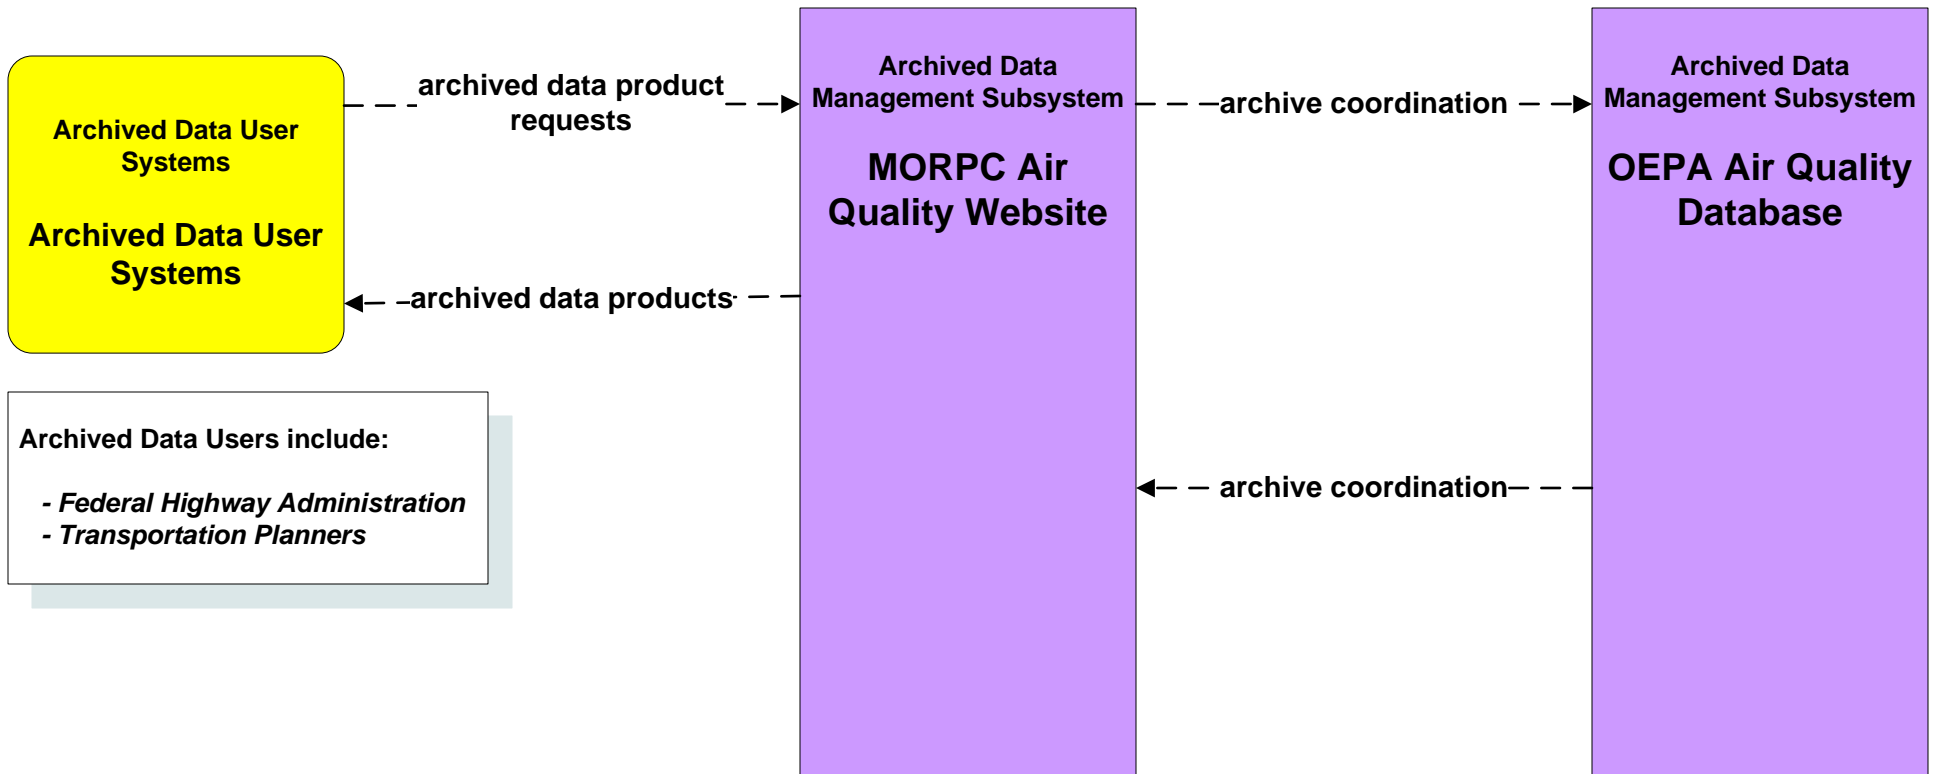 Archived Data User
Systems
Archived Data User
Systems
archived data product
requests
archived data products
Archived Data
Management Subsystem
MORPC Air
Quality Website
archive coordination
archive coordination
Archived Data
Management Subsystem
OEPA Air Quality
Database
Archived Data Users include:
- Federal Highway Administration
- Transportation Planners